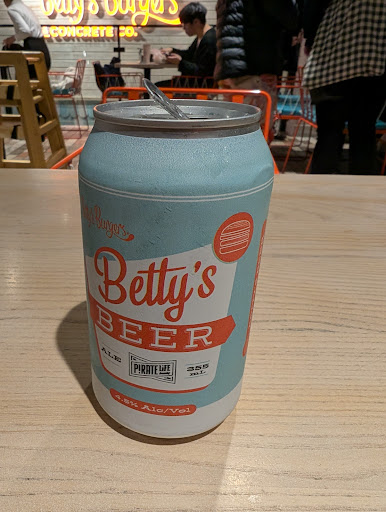 Betty's Burgers
& CONCRETE CO.
Betty's Burgers
Betty's
BEER
ALE
PIRATE LIFE
355
mL
4.8% Alc/Vol